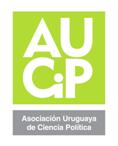 AU
CiP
Asociación Uruguaya
de Ciencia Política